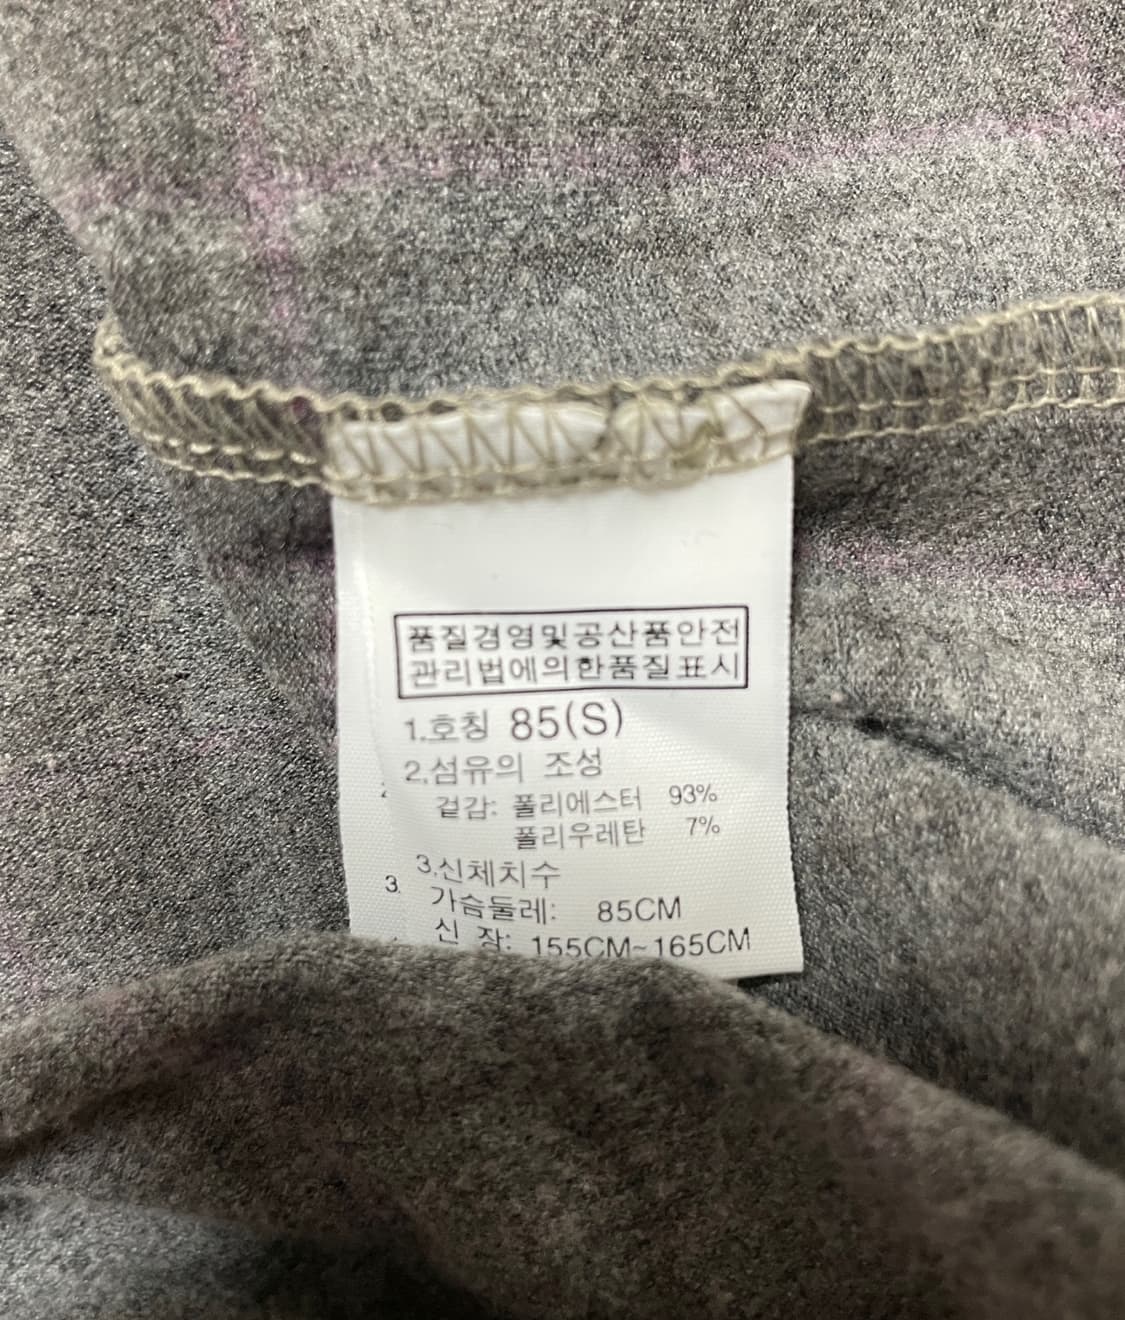 품질경영및공산품안전
관리법에의한품질표시
1.호칭 85(S)
2.섬유의 조성
겉감: 폴리에스터 93%
폴리우레탄 7%
3.신체치수
가슴둘레: 85CM
신 장: 155CM~165CM
3.